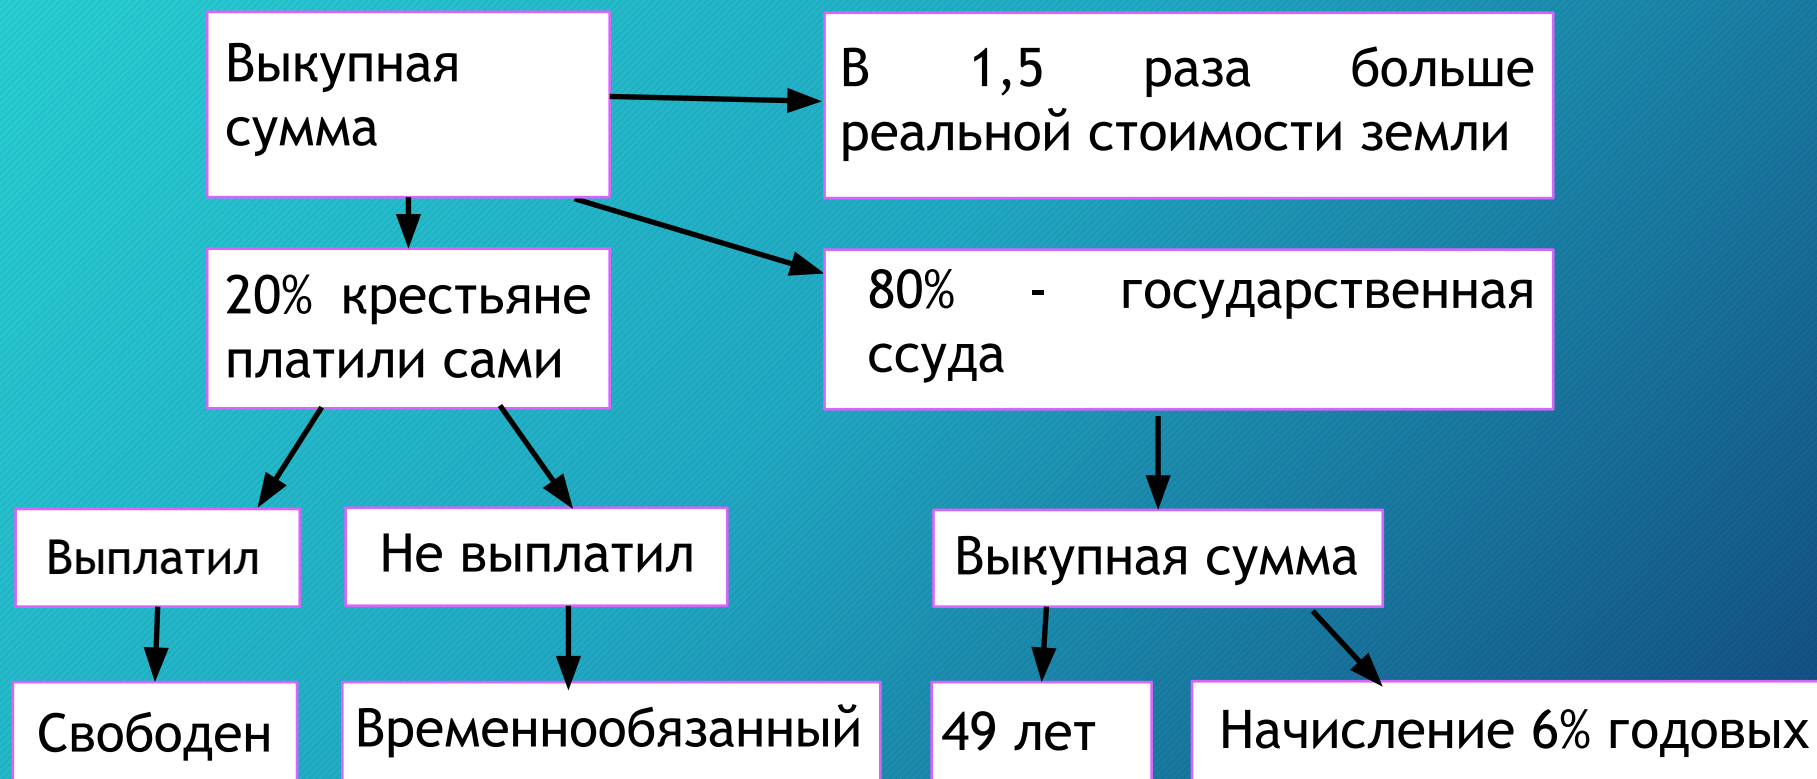 Выкупная
сумма
В 1,5 раза больше
реальной стоимости земли
20% крестьяне
платили сами
80% - государственная
ссуда
Выплатил
Не выплатил
Выкупная сумма
Свободен
Временнообязанный
49 лет
Начисление 6% годовых